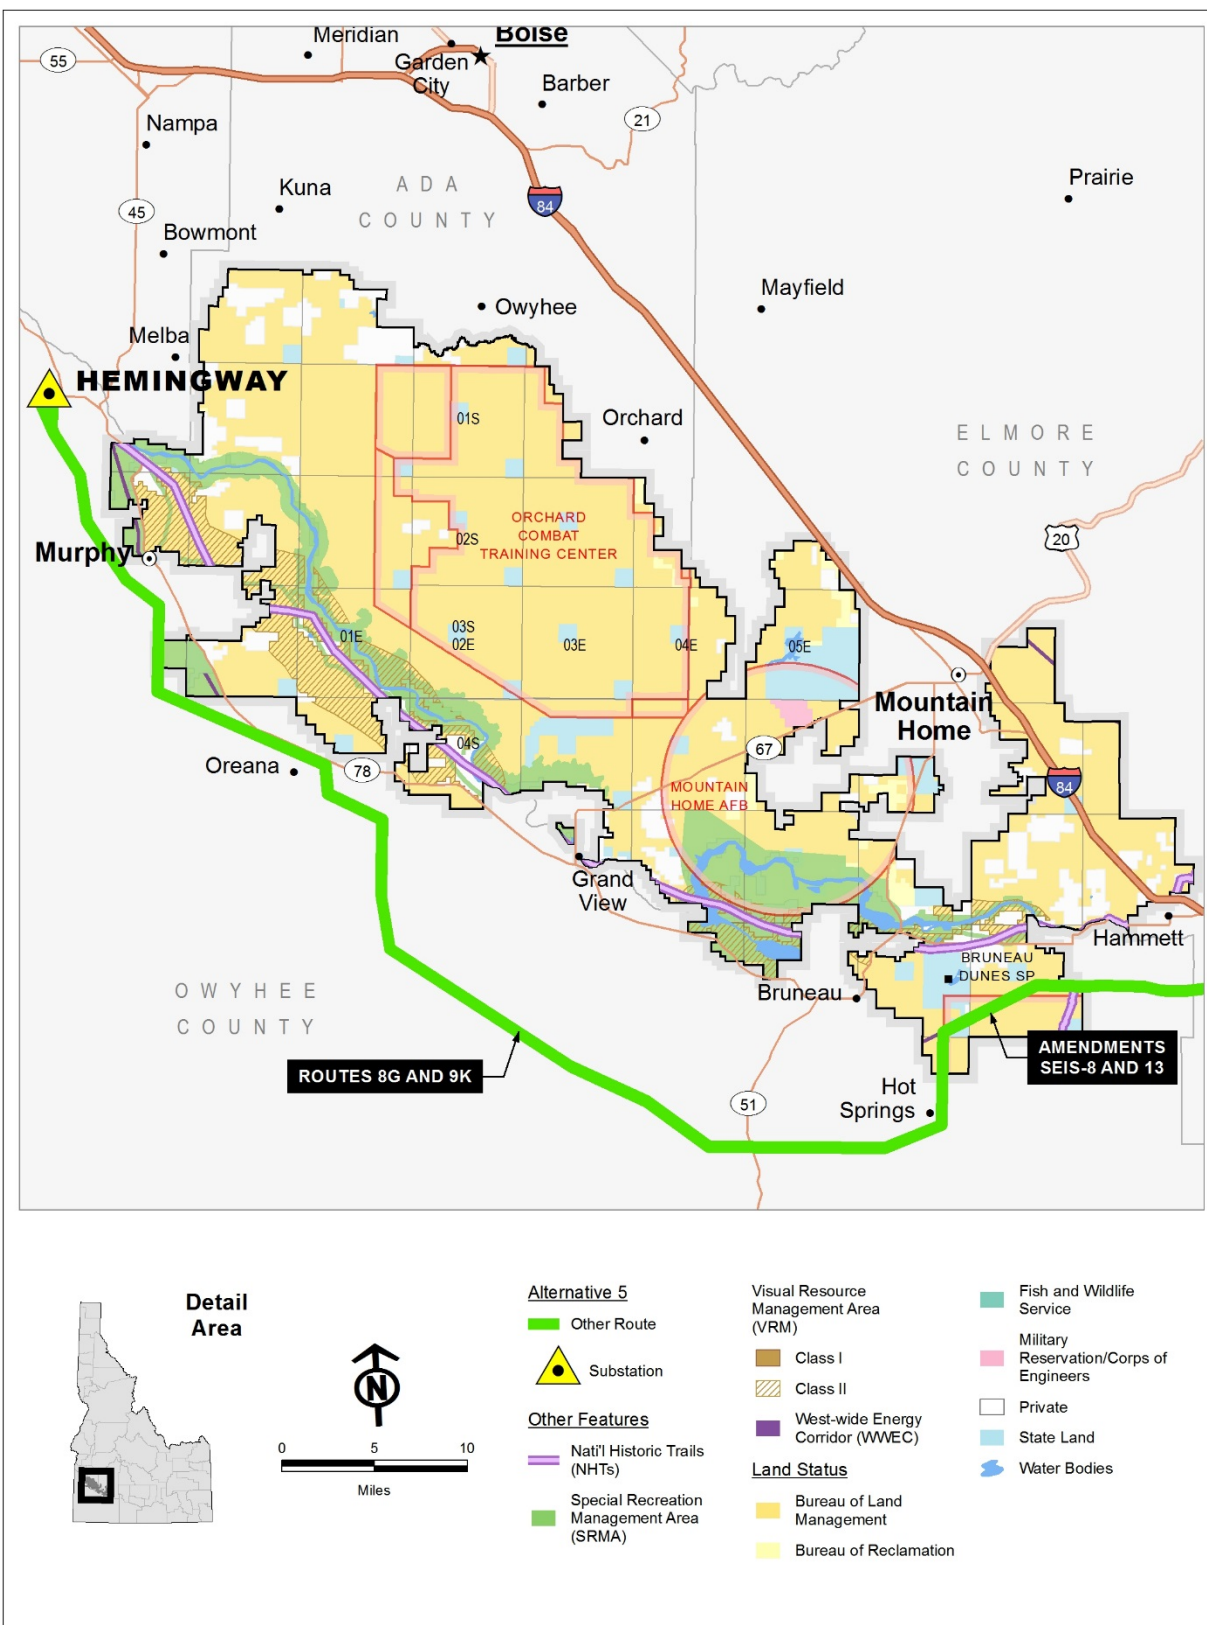 Boise
Meridian
Garden
City
55
Barber
21
Nampa
ADA
COUNTY
Kuna
Prairie
84
45
Bowmont
Mayfield
Owyhee
Melba
HEMINGWAY
01S
Orchard
ELMORE
COUNTY
ORCHARD
COMBAT
TRAINING CENTER
02S
20
Murphy
03S
02E
01E
03E
04E
05E
Mountain
Home
04S
67
Oreana
78
MOUNTAIN
HOME AFB
84
Grand
View
Hammett
BRUNEAU
DUNES SP
Bruneau
OWYHEE
COUNTY
ROUTES 8G AND 9K
AMENDMENTS
SEIS-8 AND 13
Hot
Springs
51
Detail
Area
N
0 5 10
Miles
Alternative 5
Other Route
Substation
Other Features
Nati'l Historic Trails
(NHTs)
Special Recreation
Management Area
(SRMA)
Visual Resource
Management Area
(VRM)
Class I
Class II
West-wide Energy
Corridor (WWEC)
Land Status
Bureau of Land
Management
Bureau of Reclamation
Fish and Wildlife
Service
Military
Reservation/Corps of
Engineers
Private
State Land
Water Bodies